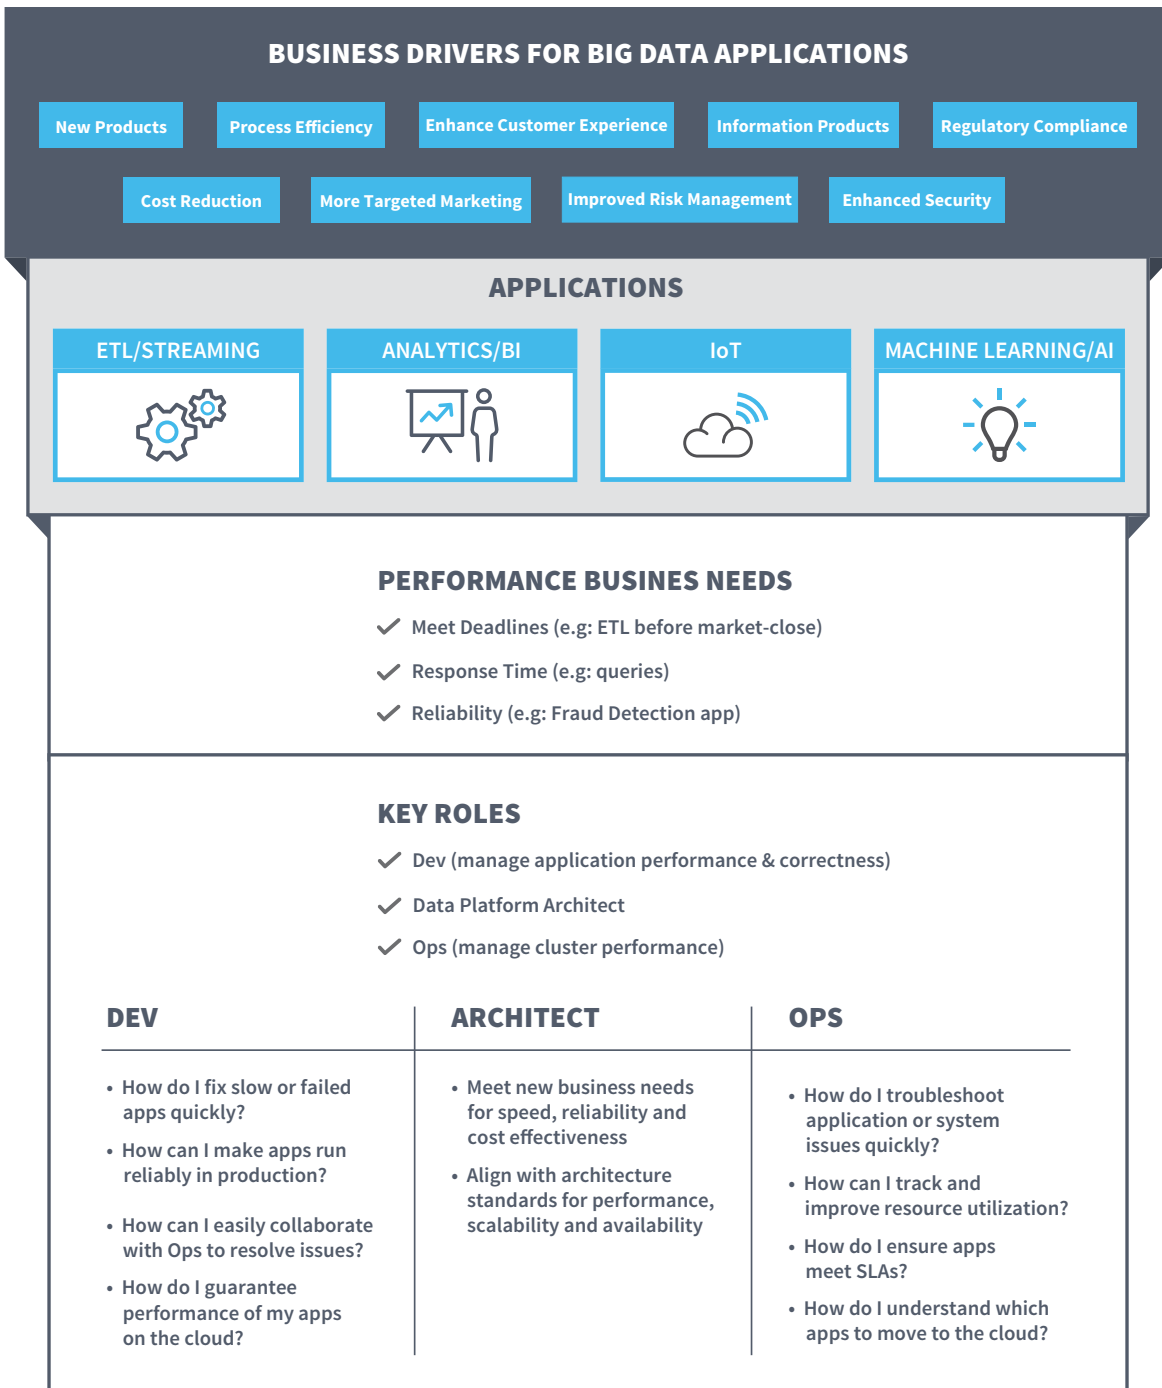 BUSINESS DRIVERS FOR BIG DATA APPLICATIONS
New Products
Process Efficiency
Enhance Customer Experience
Information Products
Regulatory Compliance
Cost Reduction
More Targeted Marketing
Improved Risk Management
Enhanced Security
APPLICATIONS
ETL/STREAMING
ANALYTICS/BI
IoT
MACHINE LEARNING/AI
PERFORMANCE BUSINES NEEDS
Meet Deadlines (e.g: ETL before market-close)
Response Time (e.g: queries)
Reliability (e.g: Fraud Detection app)
KEY ROLES
Dev (manage application performance & correctness)
Data Platform Architect
Ops (manage cluster performance)
DEV
• How do I fix slow or failed
apps quickly?
• How can I make apps run
reliably in production?
• How can I easily collaborate
with Ops to resolve issues?
• How do I guarantee
performance of my apps
on the cloud?
ARCHITECT
• Meet new business needs
for speed, reliability and
cost effectiveness
• Align with architecture
standards for performance,
scalability and availability
OPS
• How do I troubleshoot
application or system
issues quickly?
• How can I track and
improve resource utilization?
• How do I ensure apps
meet SLAs?
• How do I understand which
apps to move to the cloud?